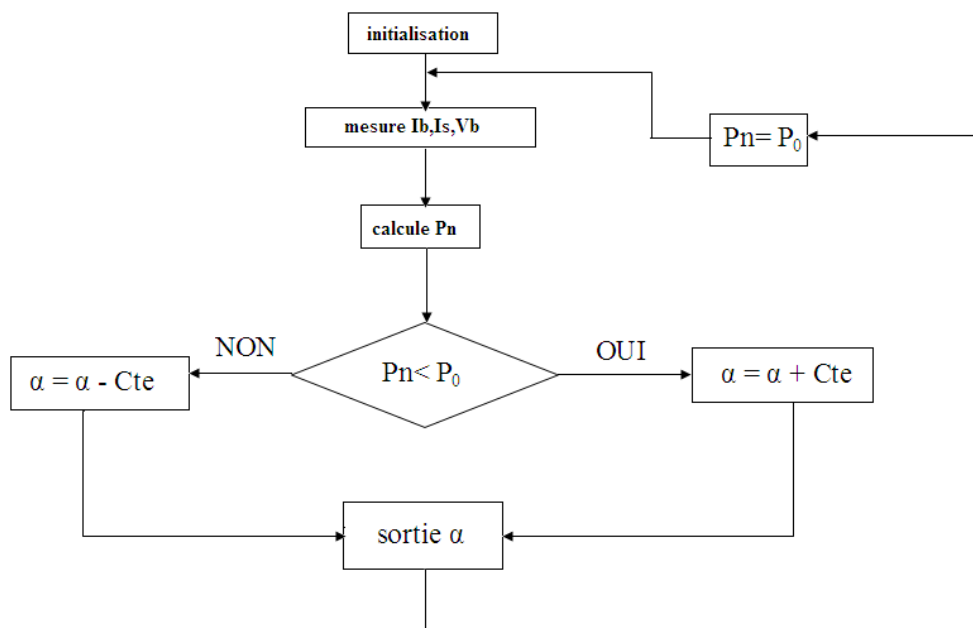 initialisation
mesure Ib,Is,Vb
Pn= P₀
calcule Pn
NON
Pn< P₀
OUI
α = α - Cte
α = α + Cte
sortie α